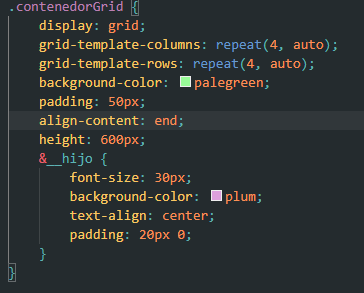 .contenedorGrid {
display: grid;
grid-template-columns: repeat(4, auto);
grid-template-rows: repeat(4, auto);
background-color: palegreen;
padding: 50px;
align-content: end;
height: 600px;
&__hijo {
font-size: 30px;
background-color: plum;
text-align: center;
padding: 20px 0;
}
}